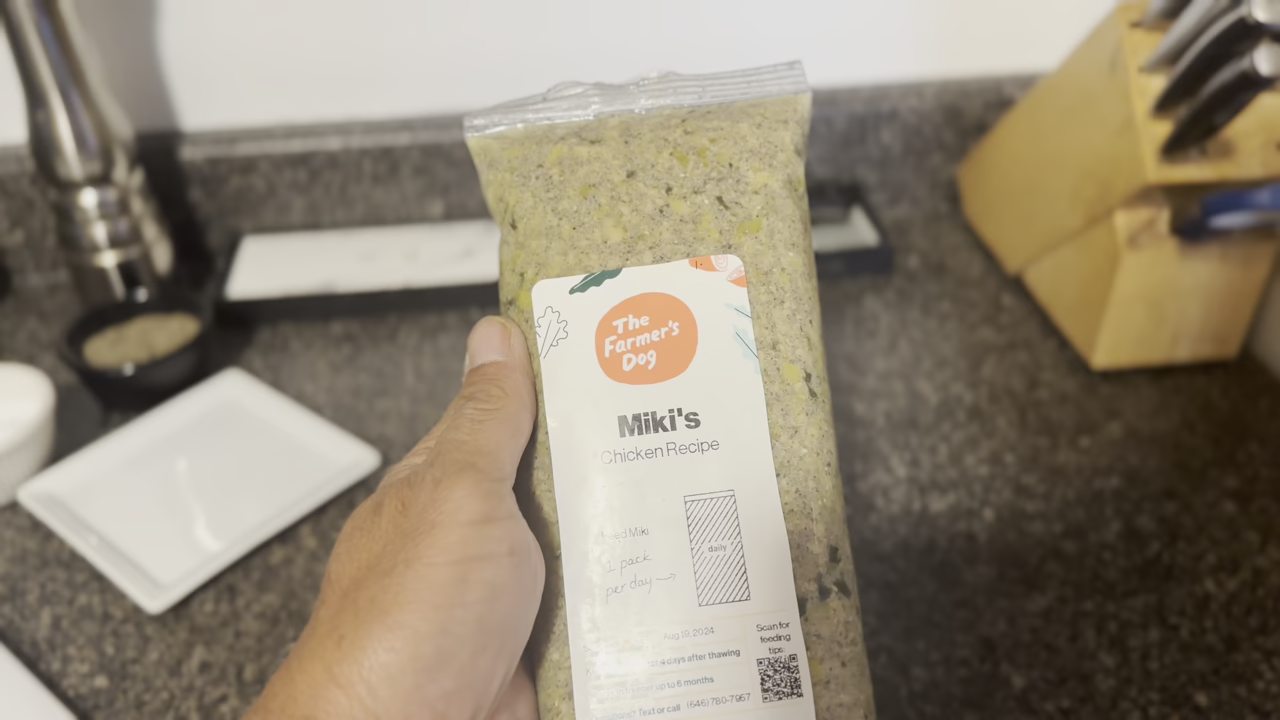 The
Farmer's
Dog
Miki's
Chicken Recipe
Feed Miki
1 pack
per day
daily
Aug 19, 2024
4 days after thawing
up to 6 months
Text or call (646) 780-7957
Scan for
feeding
tips: